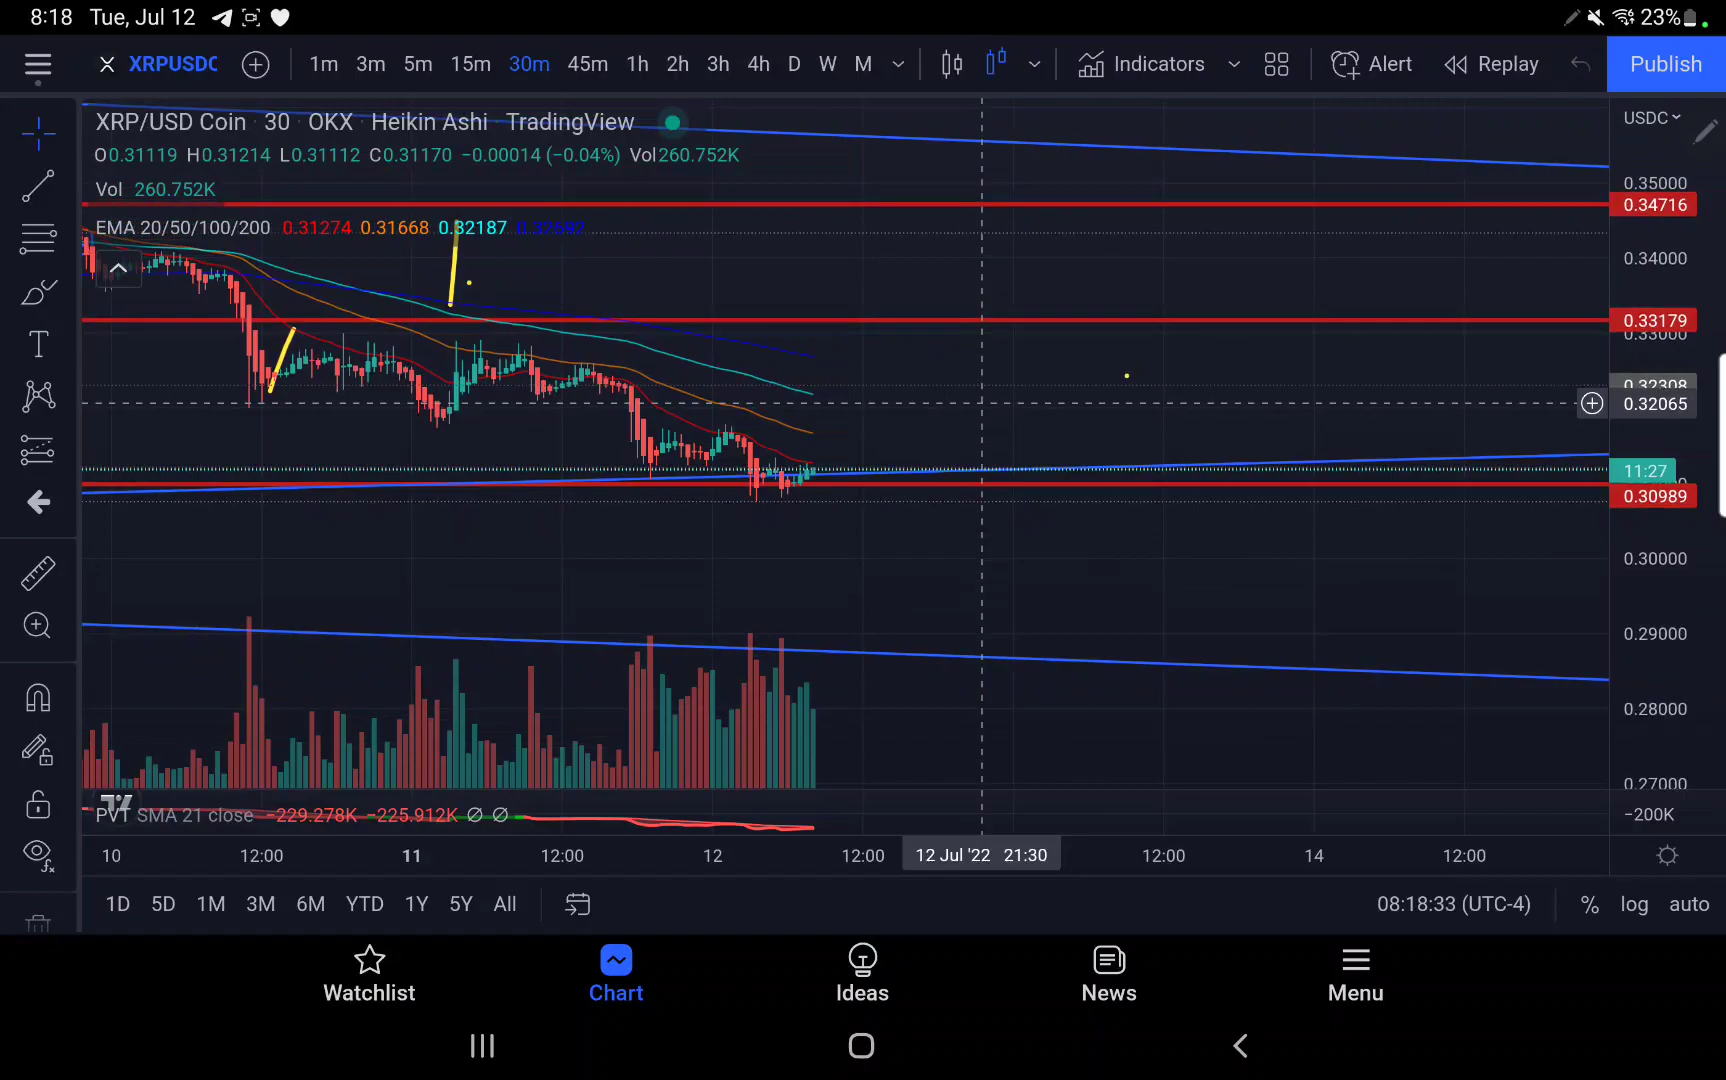 8:18 Tue, Jul 12 23%
XRPUSDC 1m 3m 5m 15m 30m 45m 1h 2h 3h 4h D W M Indicators Alert Replay Publish
XRP/USD Coin · 30 · OKX · Heikin Ashi · TradingView
USDC
O0.31119 H0.31214 L0.31112 C0.31170 −0.00014 (−0.04%) Vol260.752K
Vol 260.752K
EMA 20/50/100/200 0.31274 0.31668 0.32187 0.32692
0.35000
0.34716
0.34000
0.33179
0.33000
0.32308
0.32065
11:27
0.30989
0.30000
0.29000
0.28000
0.27000
PVT SMA 21 close −229.278K −225.912K ∅ ∅
−200K
10 12:00 11 12:00 12 12:00 12 Jul '22 21:30 12:00 14 12:00
1D 5D 1M 3M 6M YTD 1Y 5Y All 08:18:33 (UTC-4) % log auto
Watchlist Chart Ideas News Menu